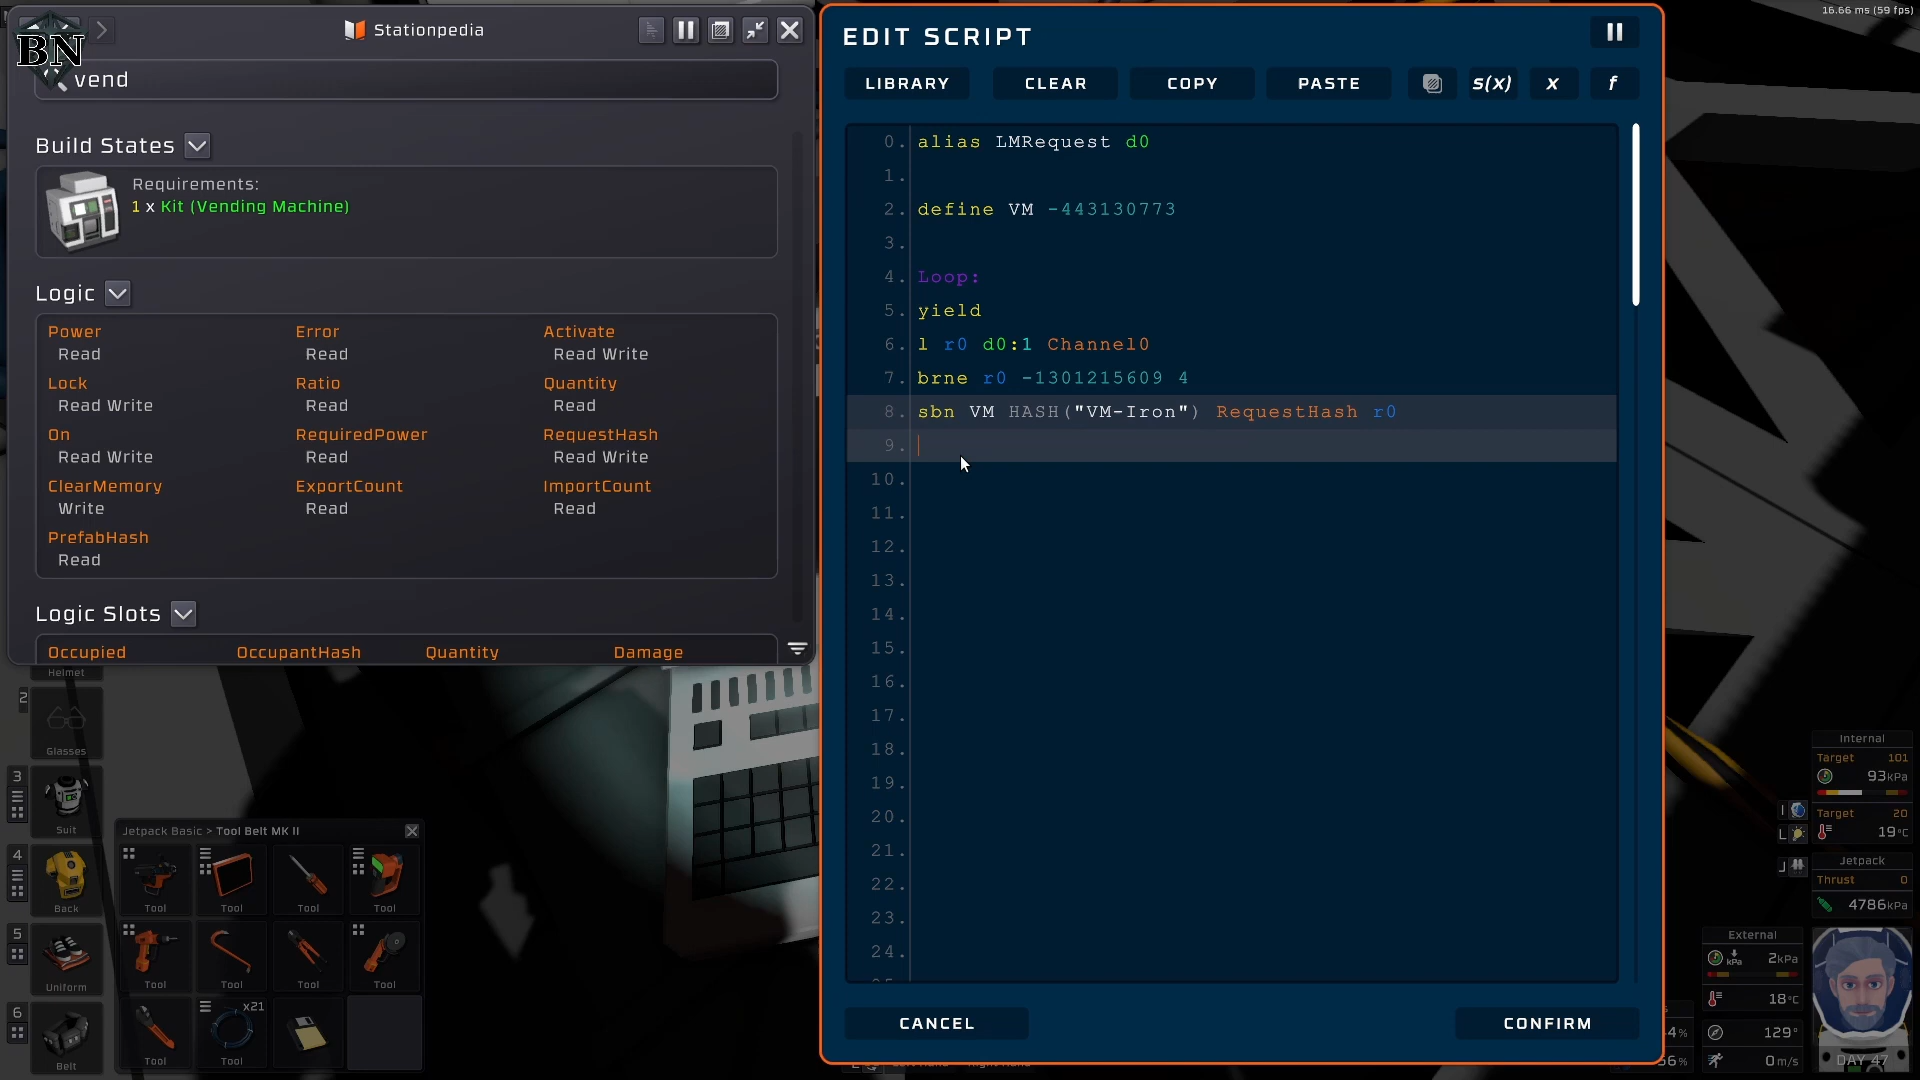 16.66 ms (59 fps)
BN
Stationpedia
vend
Build States
Requirements:
1 x Kit (Vending Machine)
Logic
Power
Read
Error
Read
Activate
Read Write
Lock
Read Write
Ratio
Read
Quantity
Read
On
Read Write
RequiredPower
Read
RequestHash
Read Write
ClearMemory
Write
ExportCount
Read
ImportCount
Read
PrefabHash
Read
Logic Slots
Occupied
OccupantHash
Quantity
Damage
EDIT SCRIPT
LIBRARY
CLEAR
COPY
PASTE
s(x)
x
f
0. alias LMRequest d0
1.
2. define VM -443130773
3.
4. Loop:
5. yield
6. l r0 d0:1 Channel0
7. brne r0 -1301215609 4
8. sbn VM HASH("VM-Iron") RequestHash r0
9.
10.
11.
12.
13.
14.
15.
16.
17.
18.
19.
20.
21.
22.
23.
24.
CANCEL
CONFIRM
Helmet
2
Glasses
3
Suit
4
Back
5
Uniform
6
Belt
Jetpack Basic > Tool Belt MK II
Tool
Tool
Tool
Tool
Tool
Tool
Tool
Tool
Tool
x21
Tool
Internal
Target 101
93kPa
Target 20
19°C
I
L
J
Jetpack
Thrust 0
4786kPa
External
kPa
2kPa
18°C
129°
0m/s
DAY 47